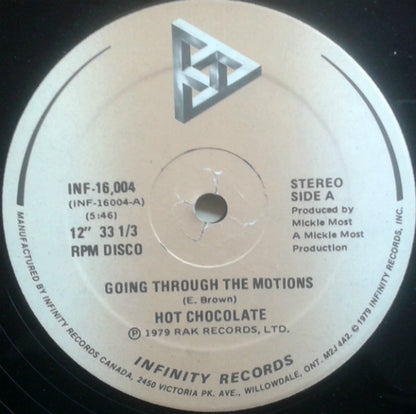 INF-16,004
(INF-16004-A)
(5:46)
12" 33 1/3
RPM DISCO
STEREO
SIDE A
Produced by
Mickle Most
A Mickle Most
Production
GOING THROUGH THE MOTIONS
(E. Brown)
HOT CHOCOLATE
℗ 1979 RAK RECORDS, LTD.
INFINITY RECORDS
MANUFACTURED BY INFINITY RECORDS CANADA, 2450 VICTORIA PK. AVE., WILLOWDALE, ONT. M2J 4A2. © 1979 INFINITY RECORDS, INC.